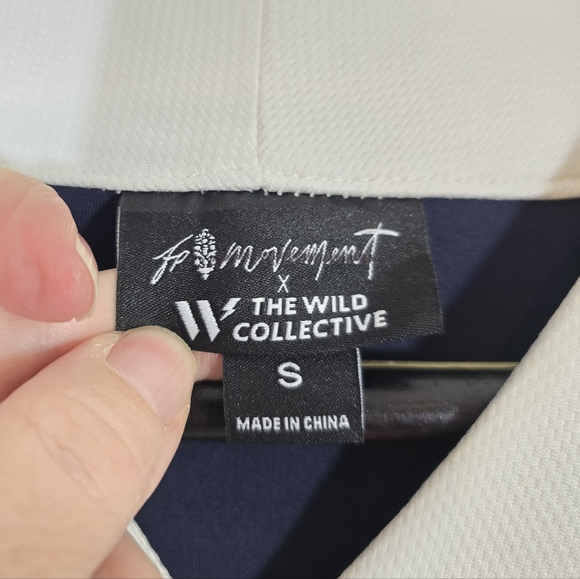 fp movement
X
W THE WILD
COLLECTIVE
S
MADE IN CHINA